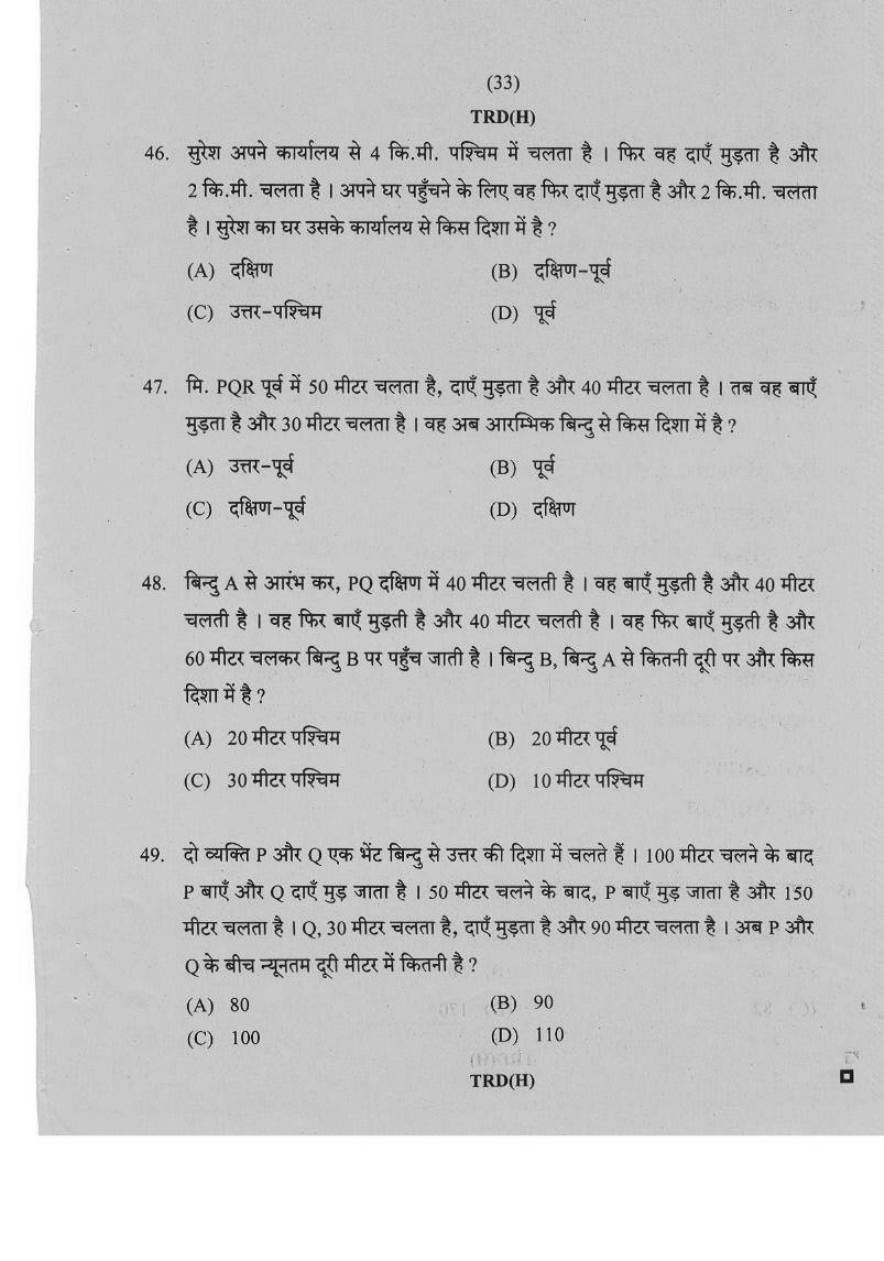 (33)
TRD(H)
46. सुरेश अपने कार्यालय से 4 कि.मी. पश्चिम में चलता है । फिर वह दाएँ मुड़ता है और
2 कि.मी. चलता है । अपने घर पहुँचने के लिए वह फिर दाएँ मुड़ता है और 2 कि.मी. चलता
है । सुरेश का घर उसके कार्यालय से किस दिशा में है ?
(A) दक्षिण (B) दक्षिण-पूर्व
(C) उत्तर-पश्चिम (D) पूर्व
47. मि. PQR पूर्व में 50 मीटर चलता है, दाएँ मुड़ता है और 40 मीटर चलता है । तब वह बाएँ
मुड़ता है और 30 मीटर चलता है । वह अब आरम्भिक बिन्दु से किस दिशा में है ?
(A) उत्तर-पूर्व (B) पूर्व
(C) दक्षिण-पूर्व (D) दक्षिण
48. बिन्दु A से आरंभ कर, PQ दक्षिण में 40 मीटर चलती है । वह बाएँ मुड़ती है और 40 मीटर
चलती है । वह फिर बाएँ मुड़ती है और 40 मीटर चलती है । वह फिर बाएँ मुड़ती है और
60 मीटर चलकर बिन्दु B पर पहुँच जाती है । बिन्दु B, बिन्दु A से कितनी दूरी पर और किस
दिशा में है ?
(A) 20 मीटर पश्चिम (B) 20 मीटर पूर्व
(C) 30 मीटर पश्चिम (D) 10 मीटर पश्चिम
49. दो व्यक्ति P और Q एक भेंट बिन्दु से उत्तर की दिशा में चलते हैं । 100 मीटर चलने के बाद
P बाएँ और Q दाएँ मुड़ जाता है । 50 मीटर चलने के बाद, P बाएँ मुड़ जाता है और 150
मीटर चलता है । Q, 30 मीटर चलता है, दाएँ मुड़ता है और 90 मीटर चलता है । अब P और
Q के बीच न्यूनतम दूरी मीटर में कितनी है ?
(A) 80 (B) 90
(C) 100 (D) 110
TRD(H)